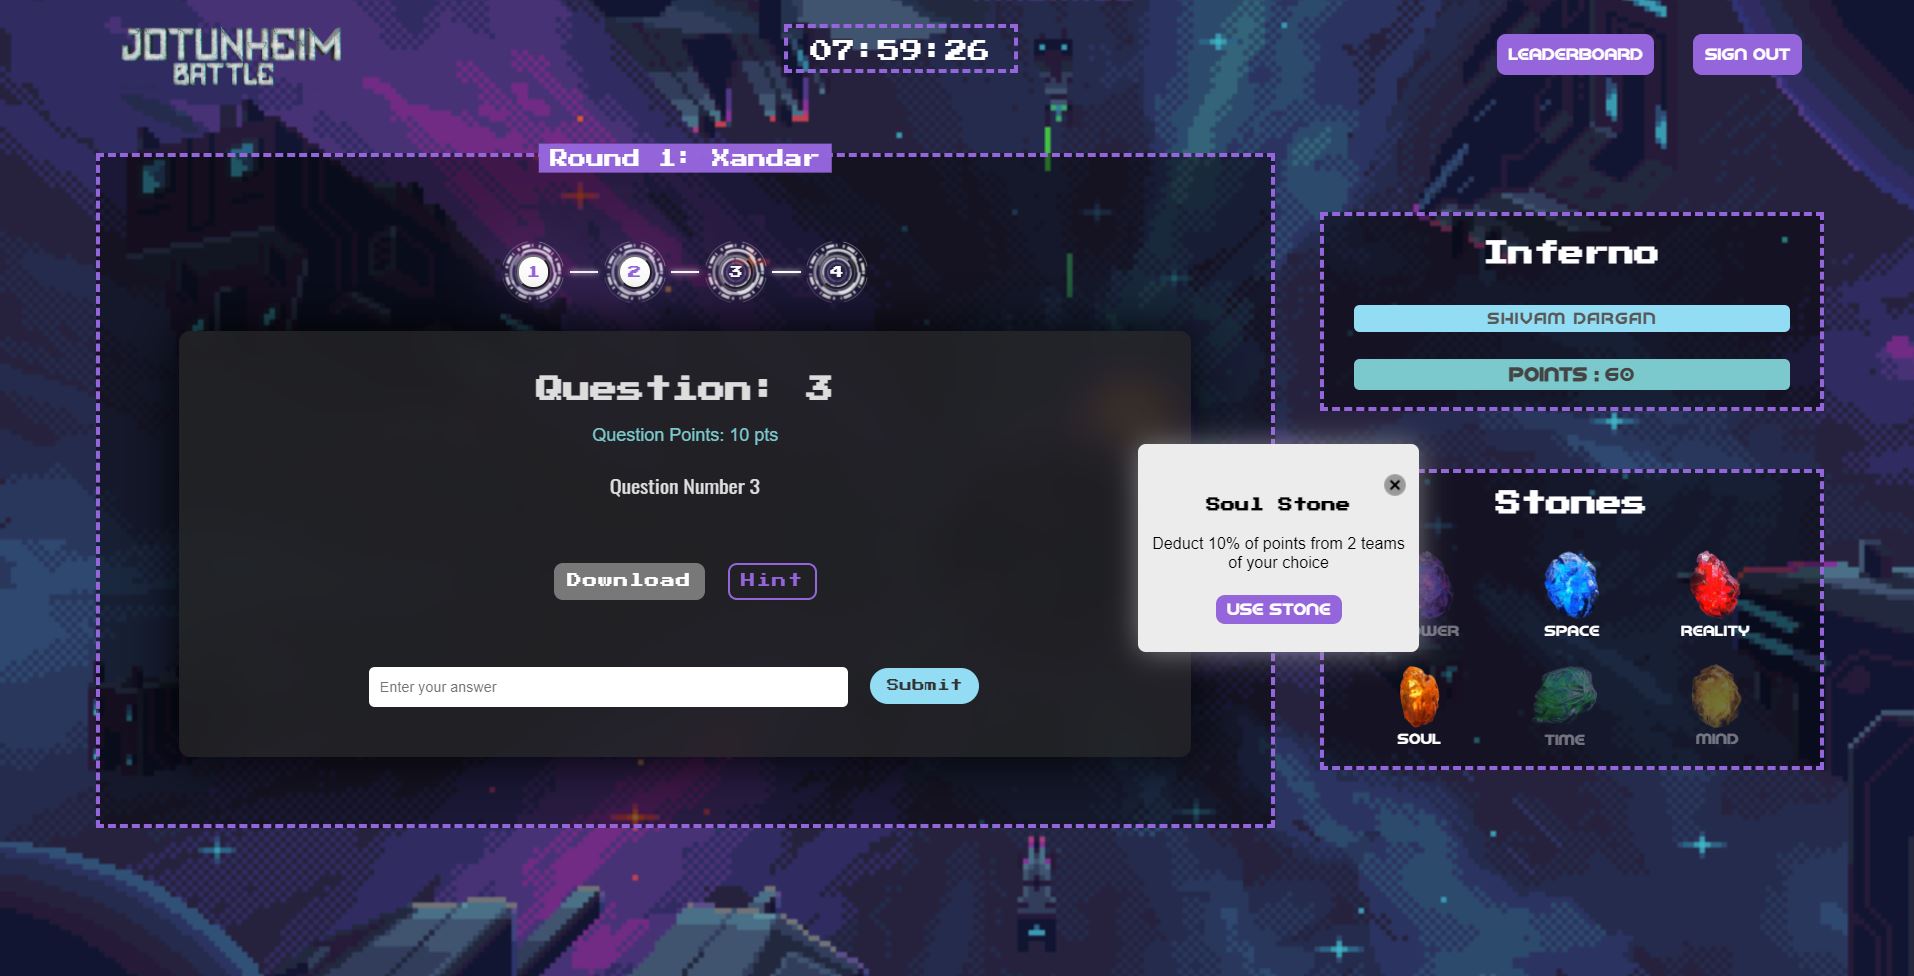 JOTUNHEIM
BATTLE
07:59:26
LEADERBOARD
SIGN OUT
Round 1: Xandar
1
2
3
4
Question: 3
Question Points: 10 pts
Question Number 3
Download
Hint
Enter your answer
Submit
Inferno
SHIVAM DARGAN
POINTS : 60
Soul Stone
Deduct 10% of points from 2 teams
of your choice
USE STONE
Stones
SPACE
REALITY
SOUL
TIME
MIND